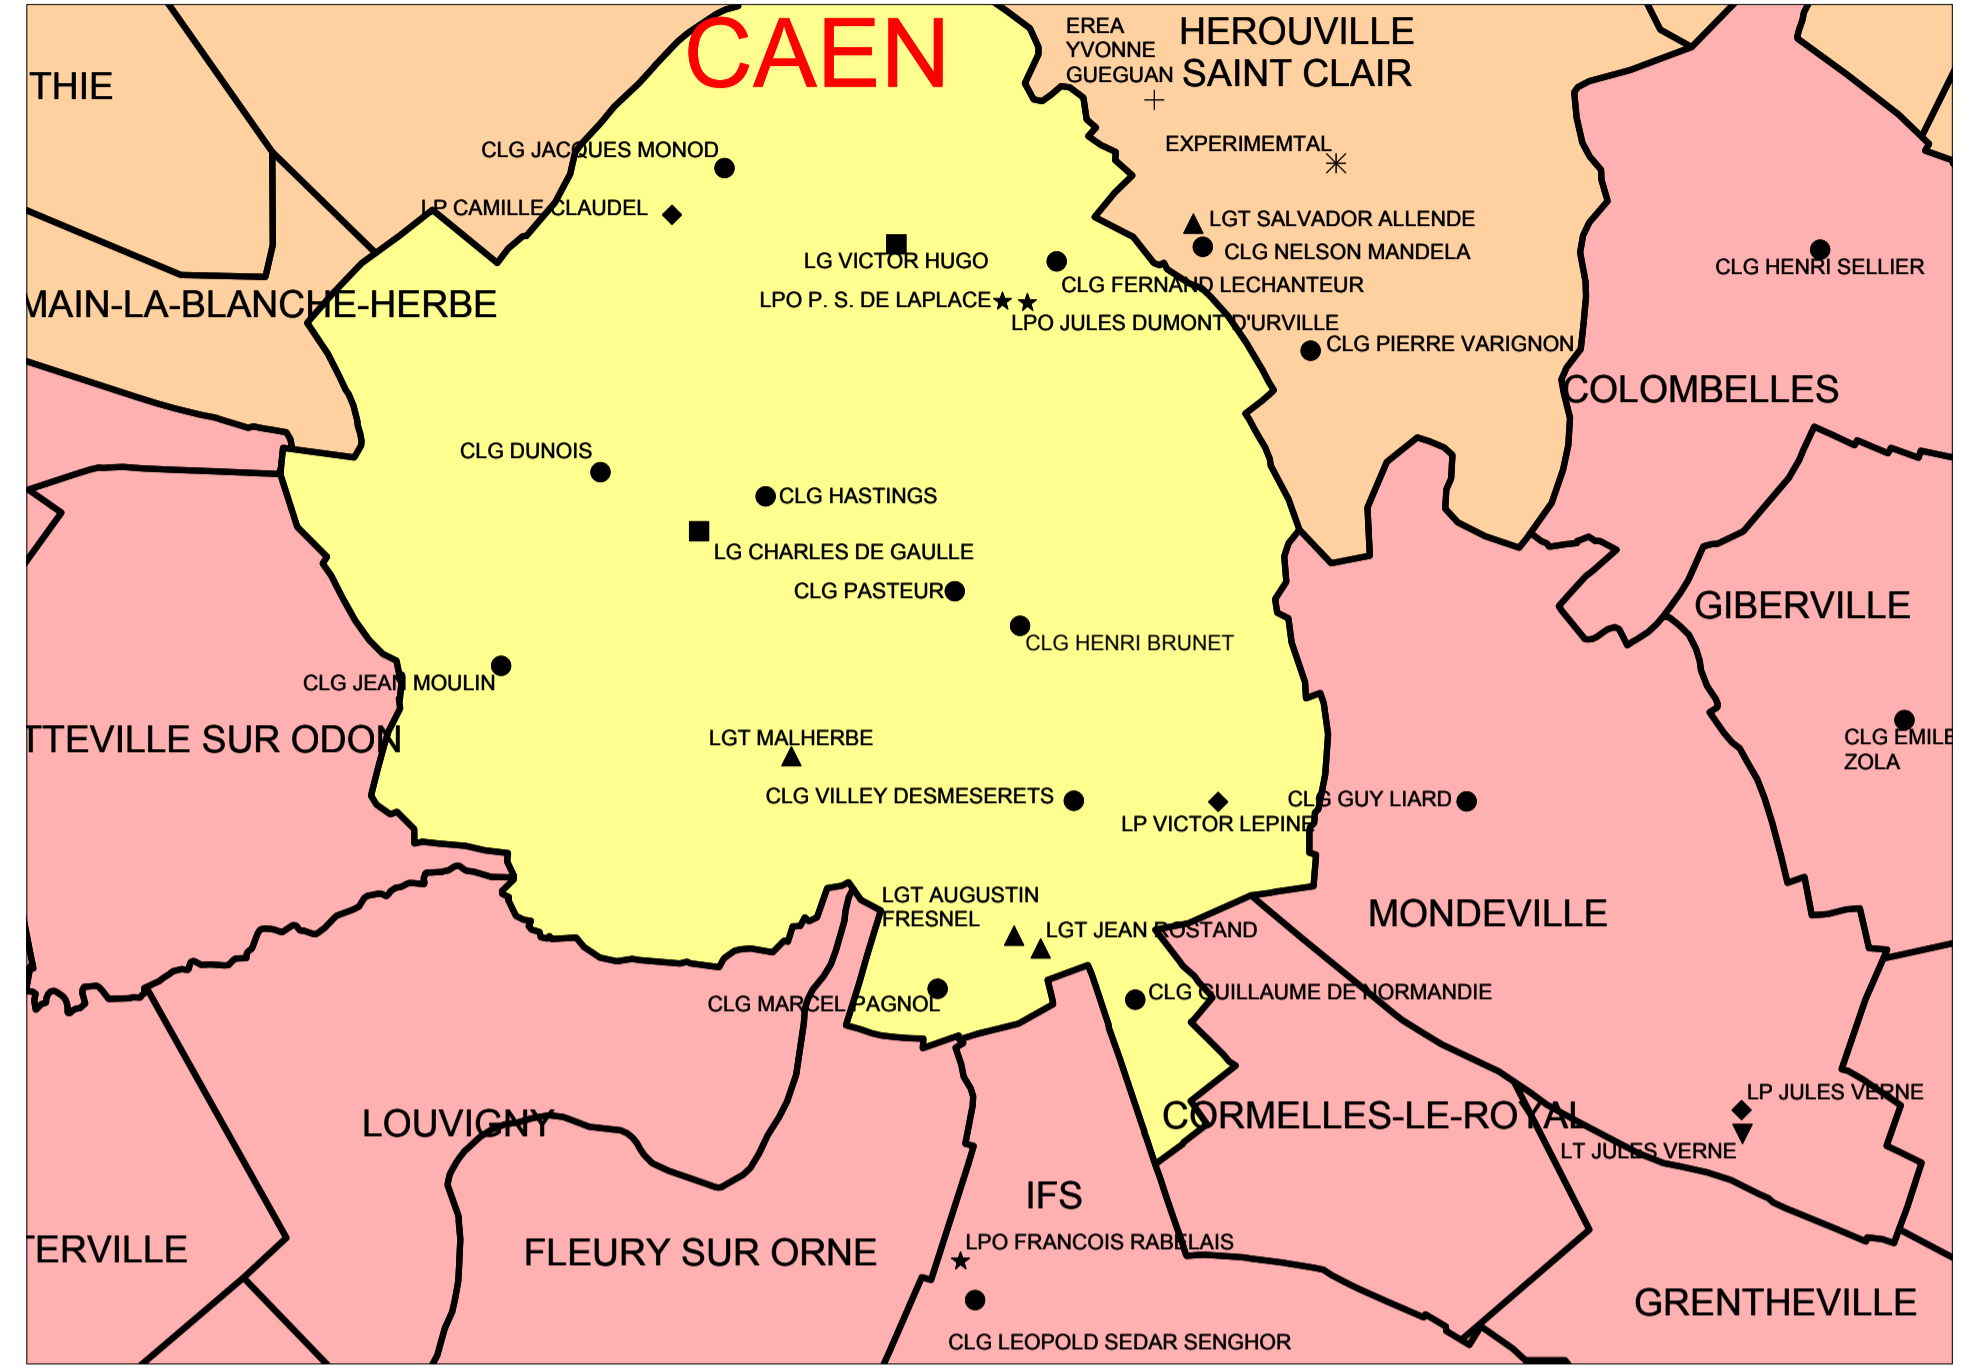 CAEN
EREA
YVONNE
GUEGUAN
HEROUVILLE
SAINT CLAIR
THIE
EXPERIMEMTAL
CLG JACQUES MONOD
LP CAMILLE CLAUDEL
LGT SALVADOR ALLENDE
CLG NELSON MANDELA
LG VICTOR HUGO
CLG HENRI SELLIER
CLG FERNAND LECHANTEUR
LPO P. S. DE LAPLACE
MAIN-LA-BLANCHE-HERBE
LPO JULES DUMONT D'URVILLE
CLG PIERRE VARIGNON
COLOMBELLES
CLG DUNOIS
CLG HASTINGS
LG CHARLES DE GAULLE
CLG PASTEUR
GIBERVILLE
CLG HENRI BRUNET
CLG JEAN MOULIN
TTEVILLE SUR ODON
LGT MALHERBE
CLG EMILE
ZOLA
CLG VILLEY DESMESERETS
CLG GUY LIARD
LP VICTOR LEPINE
LGT AUGUSTIN
FRESNEL
MONDEVILLE
LGT JEAN ROSTAND
CLG MARCEL PAGNOL
CLG GUILLAUME DE NORMANDIE
LP JULES VERNE
CORMELLES-LE-ROYAL
LOUVIGNY
LT JULES VERNE
IFS
LPO FRANCOIS RABELAIS
TERVILLE
FLEURY SUR ORNE
GRENTHEVILLE
CLG LEOPOLD SEDAR SENGHOR